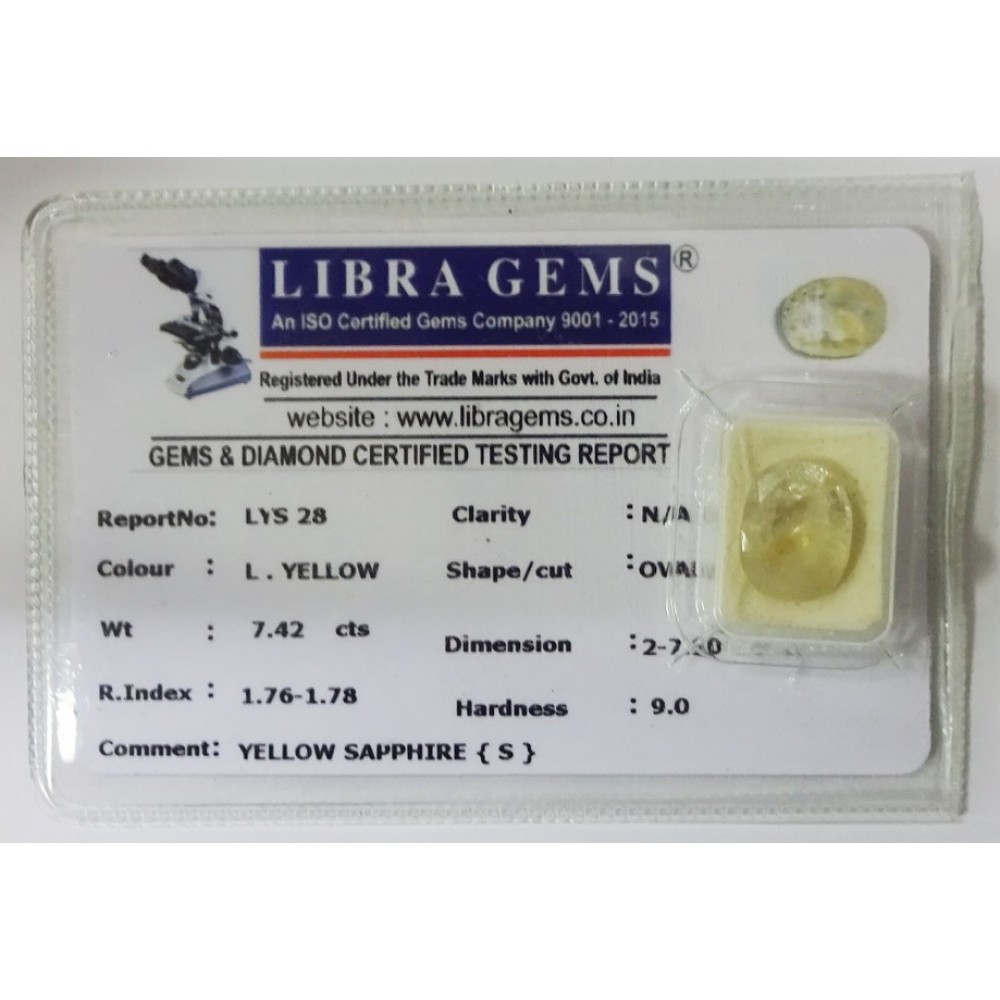 LIBRA GEMS ®
An ISO Certified Gems Company 9001 - 2015
Registered Under the Trade Marks with Govt. of India
website : www.libragems.co.in
GEMS & DIAMOND CERTIFIED TESTING REPORT
ReportNo: LYS 28 Clarity : N/A
Colour : L . YELLOW Shape/cut : OVAL
Wt : 7.42 cts Dimension :
R.Index : 1.76-1.78 Hardness : 9.0
Comment: YELLOW SAPPHIRE { S }